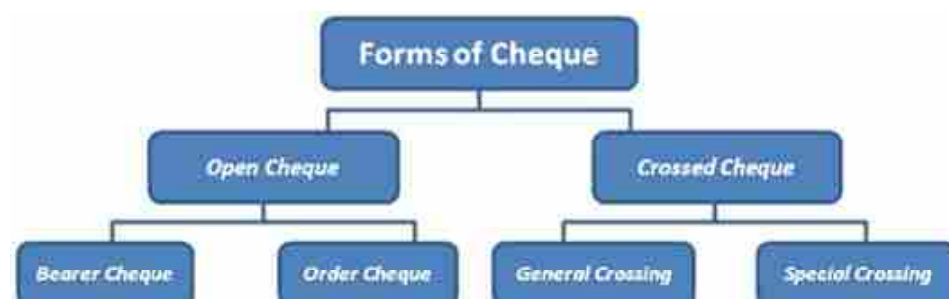 Forms of Cheque
Open Cheque
Crossed Cheque
Bearer Cheque
Order Cheque
General Crossing
Special Crossing